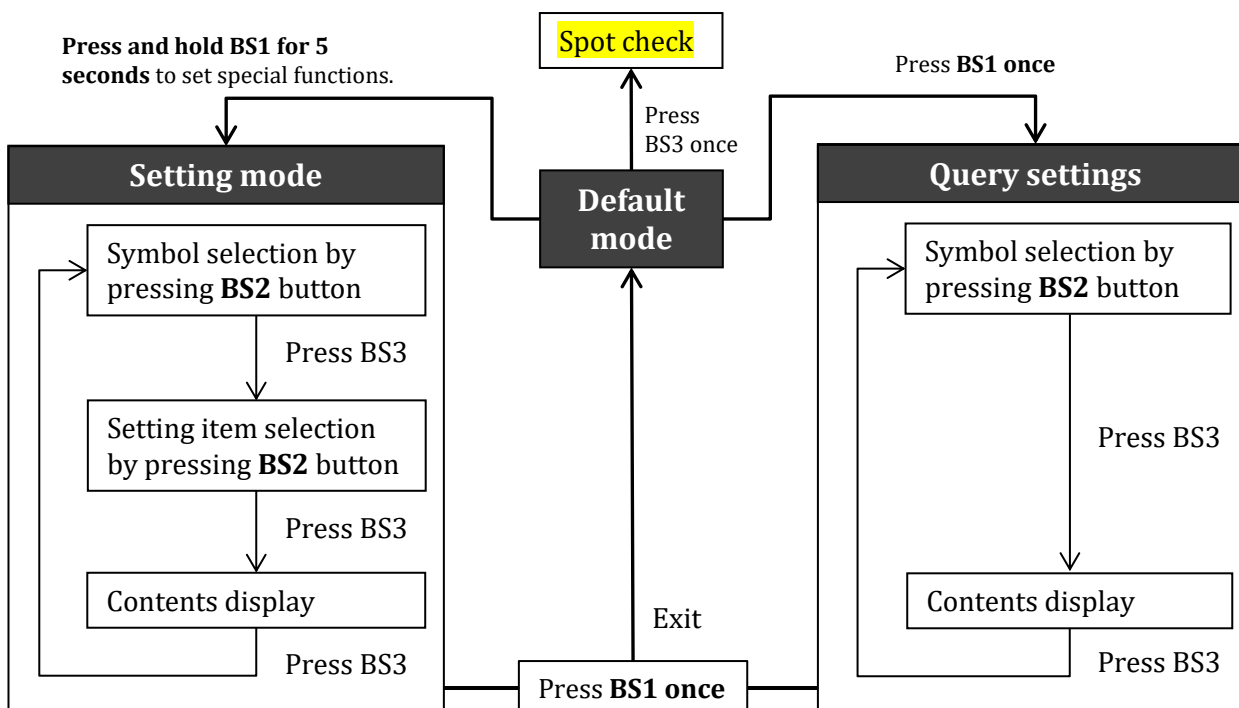 Spot check
Press and hold BS1 for 5
seconds to set special functions.
Press BS1 once
Press
BS3 once
Setting mode
Default
mode
Query settings
Symbol selection by
pressing BS2 button
Press BS3
Setting item selection
by pressing BS2 button
Press BS3
Contents display
Press BS3
Symbol selection by
pressing BS2 button
Press BS3
Contents display
Press BS3
Exit
Press BS1 once